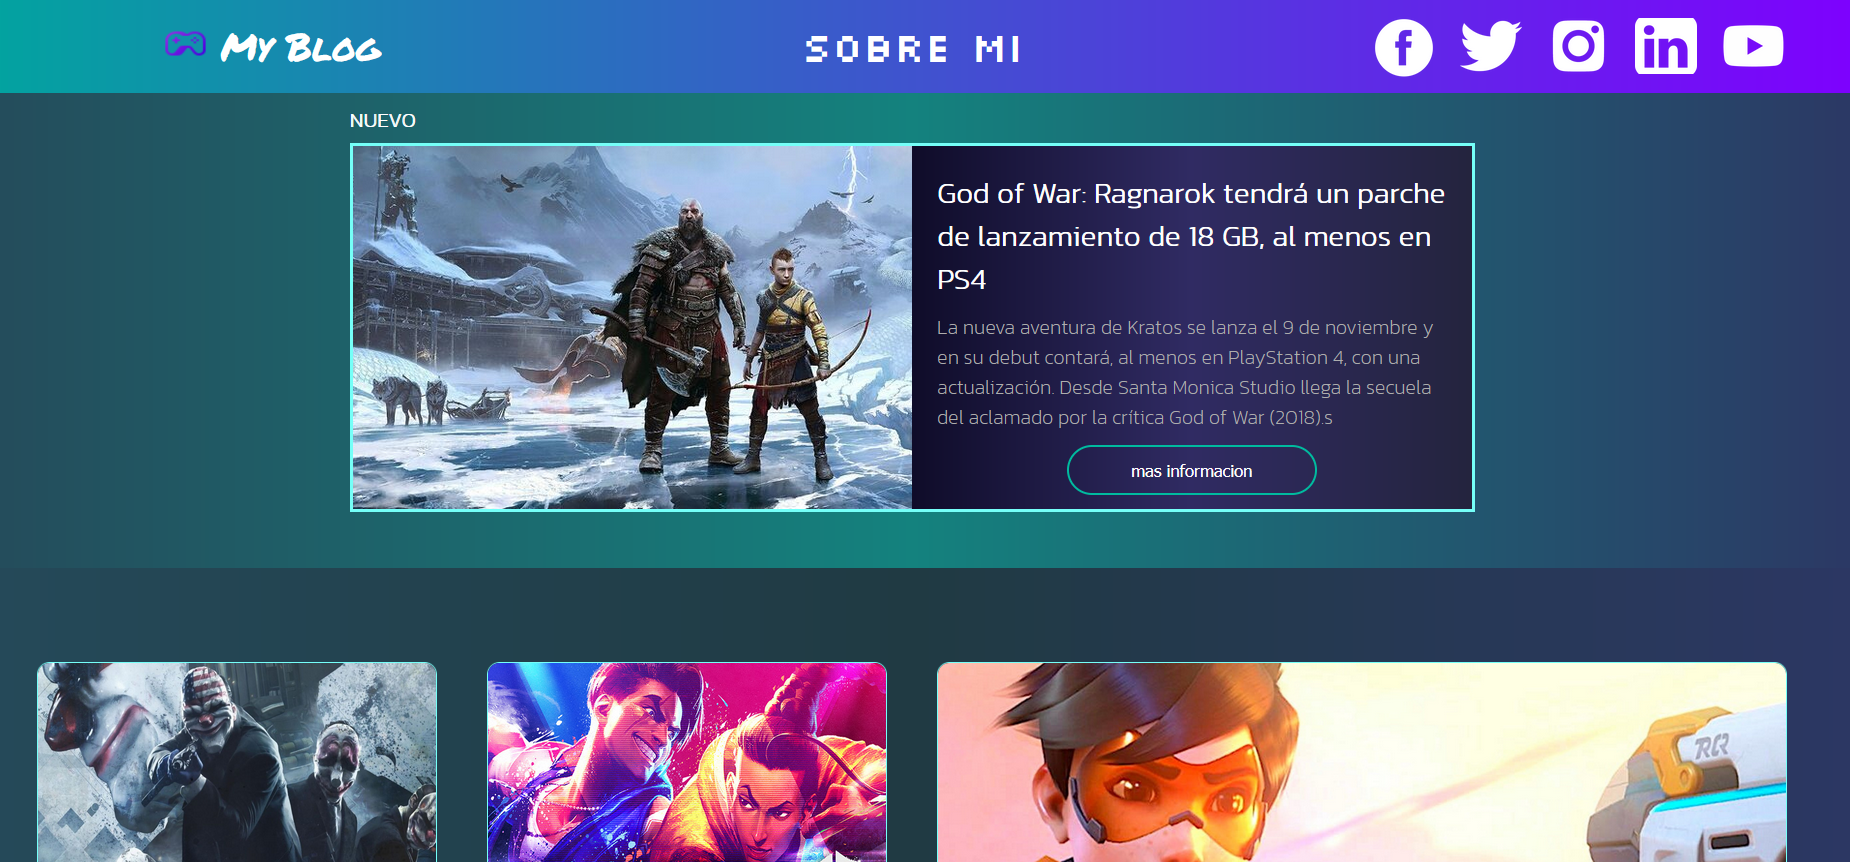 My Blog
SOBRE MI
NUEVO
God of War: Ragnarok tendrá un parche
de lanzamiento de 18 GB, al menos en
PS4
La nueva aventura de Kratos se lanza el 9 de noviembre y
en su debut contará, al menos en PlayStation 4, con una
actualización. Desde Santa Monica Studio llega la secuela
del aclamado por la crítica God of War (2018).s
mas informacion